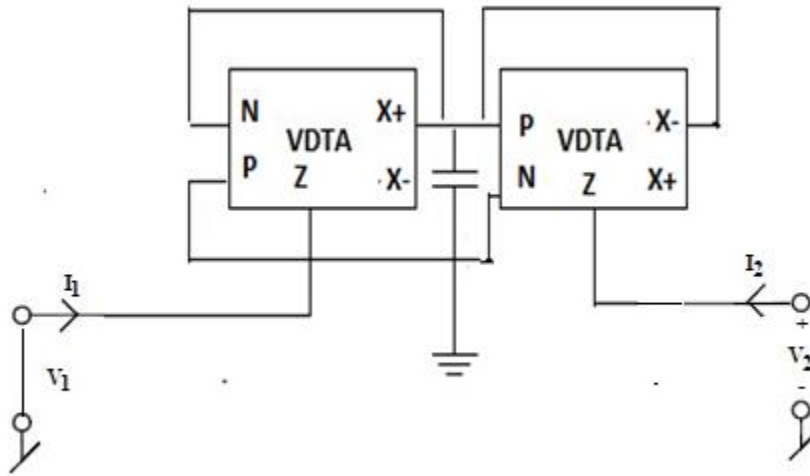 N X+ P X-
VDTA VDTA
P Z X- N Z X+
I1 I2
+
V1 V2
-